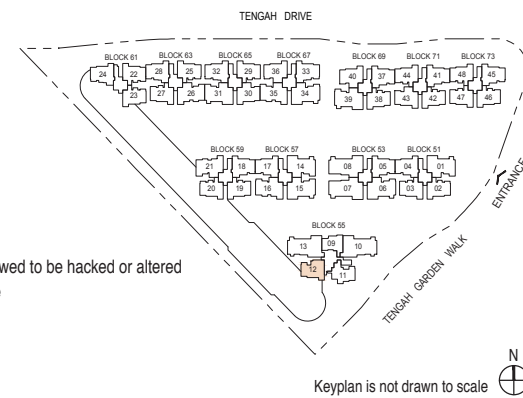 TENGAH DRIVE
BLOCK 61
BLOCK 63
BLOCK 65
BLOCK 67
BLOCK 69
BLOCK 71
BLOCK 73
24 22 28 25 32 29 36 33 40 37 44 41 48 45
23 27 26 31 30 35 34 39 38 43 42 47 46
BLOCK 59
BLOCK 57
BLOCK 53
BLOCK 51
21 18 17 14 08 05 04 01
20 19 16 15 07 06 03 02
ENTRANCE
BLOCK 55
13 09 10
12 11
TENGAH GARDEN WALK
wed to be hacked or altered
N
Keyplan is not drawn to scale